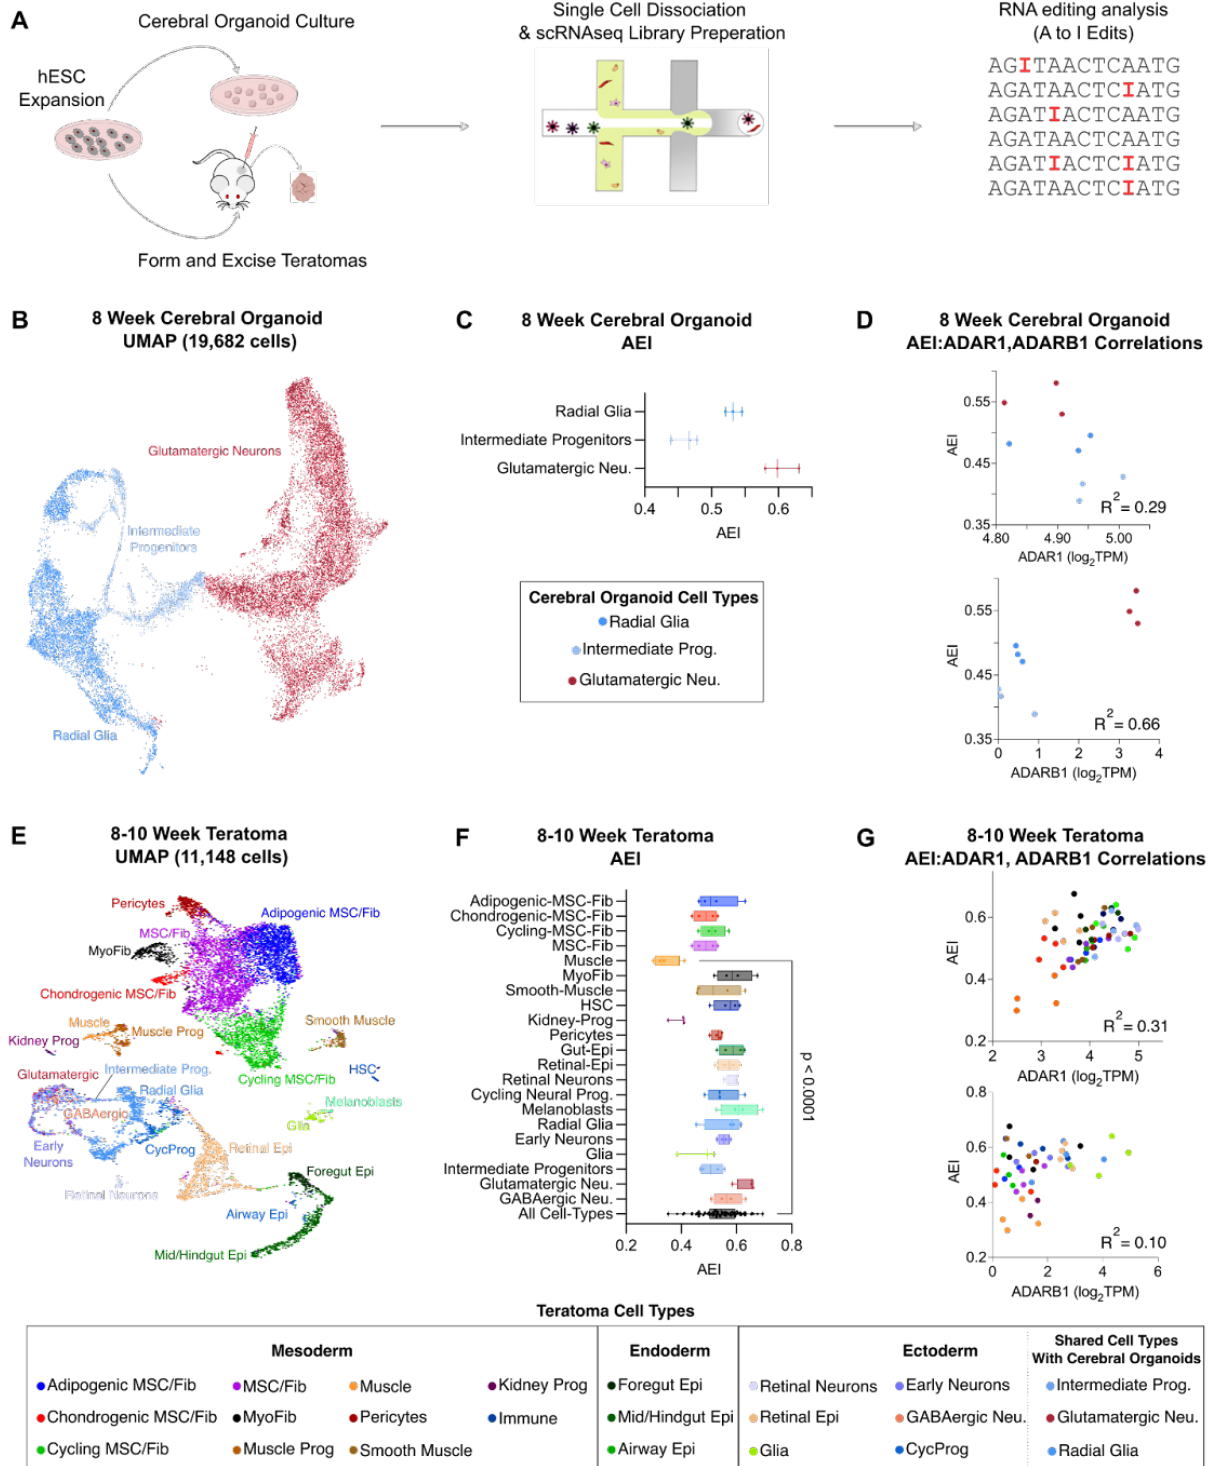 A
Cerebral Organoid Culture
hESC
Expansion
Form and Excise Teratomas
Single Cell Dissociation
& scRNAseq Library Preperation
RNA editing analysis
(A to I Edits)
AGITAACTCAATG
AGATAACTCIATG
AGATIACTCAATG
AGATAACTCAATG
AGATIACTCIATG
AGATAACTCIATG
B
8 Week Cerebral Organoid
UMAP (19,682 cells)
Glutamatergic Neurons
Intermediate
Progenitors
Radial Glia
C
8 Week Cerebral Organoid
AEI
Radial Glia
Intermediate Progenitors
Glutamatergic Neu.
0.4 0.5 0.6
AEI
Cerebral Organoid Cell Types
Radial Glia
Intermediate Prog.
Glutamatergic Neu.
D
8 Week Cerebral Organoid
AEI:ADAR1,ADARB1 Correlations
0.55
0.45
0.35
AEI
R2 = 0.29
4.80 4.90 5.00
ADAR1 (log2TPM)
0.55
0.45
0.35
AEI
R2 = 0.66
0 1 2 3 4
ADARB1 (log2TPM)
E
8-10 Week Teratoma
UMAP (11,148 cells)
Pericytes
Adipogenic MSC/Fib
MSC/Fib
MyoFib
Chondrogenic MSC/Fib
Muscle
Muscle Prog
Smooth Muscle
Kidney Prog
Cycling MSC/Fib
HSC
Intermediate Prog.
Glutamatergic
Radial Glia
Melanoblasts
GABAergic
Glia
Early
Neurons
CycProg
Retinal Epi
Retinal Neurons
Foregut Epi
Airway Epi
Mid/Hindgut Epi
F
8-10 Week Teratoma
AEI
Adipogenic-MSC-Fib
Chondrogenic-MSC-Fib
Cycling-MSC-Fib
MSC-Fib
Muscle
MyoFib
Smooth-Muscle
HSC
Kidney-Prog
Pericytes
Gut-Epi
Retinal-Epi
Retinal Neurons
Cycling Neural Prog.
Melanoblasts
Radial Glia
Early Neurons
Glia
Intermediate Progenitors
Glutamatergic Neu.
GABAergic Neu.
All Cell-Types
p < 0.0001
0.2 0.4 0.6 0.8
AEI
G
8-10 Week Teratoma
AEI:ADAR1, ADARB1 Correlations
0.6
0.4
0.2
AEI
R2 = 0.31
2 3 4 5
ADAR1 (log2TPM)
0.8
0.6
0.4
0.2
AEI
R2 = 0.10
0 2 4 6
ADARB1 (log2TPM)
Teratoma Cell Types
Mesoderm
Adipogenic MSC/Fib MSC/Fib Muscle Kidney Prog
Chondrogenic MSC/Fib MyoFib Pericytes Immune
Cycling MSC/Fib Muscle Prog Smooth Muscle
Endoderm
Foregut Epi
Mid/Hindgut Epi
Airway Epi
Ectoderm
Retinal Neurons Early Neurons
Retinal Epi GABAergic Neu.
Glia CycProg
Shared Cell Types
With Cerebral Organoids
Intermediate Prog.
Glutamatergic Neu.
Radial Glia